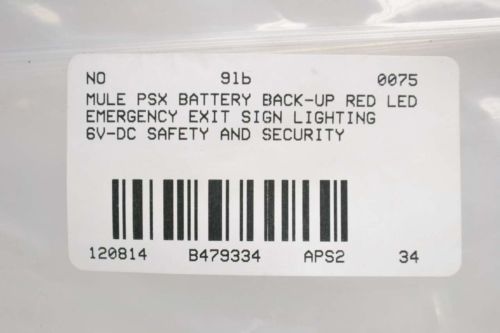 NO 91b 0075
MULE PSX BATTERY BACK-UP RED LED
EMERGENCY EXIT SIGN LIGHTING
6V-DC SAFETY AND SECURITY
120814 B479334 APS2 34